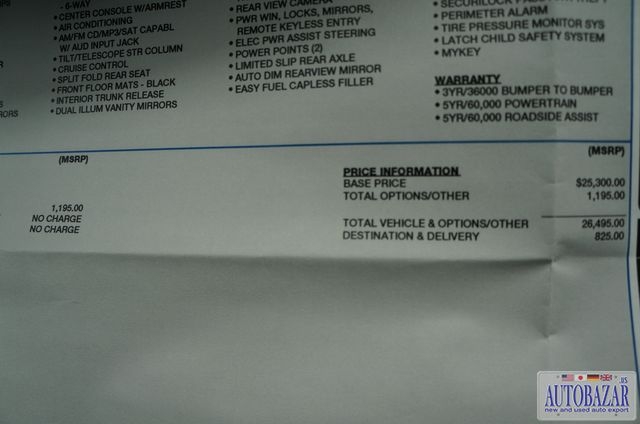 - 6-WAY
• CENTER CONSOLE W/ARMREST
• AIR CONDITIONING
• AM/FM CD/MP3/SAT CAPABL
W/ AUD INPUT JACK
• TILT/TELESCOPE STR COLUMN
• CRUISE CONTROL
• SPLIT FOLD REAR SEAT
• FRONT FLOOR MATS - BLACK
• INTERIOR TRUNK RELEASE
• DUAL ILLUM VANITY MIRRORS
• REAR VIEW CAMERA
• PWR WIN, LOCKS, MIRRORS,
REMOTE KEYLESS ENTRY
• ELEC PWR ASSIST STEERING
• POWER POINTS (2)
• LIMITED SLIP REAR AXLE
• AUTO DIM REARVIEW MIRROR
• EASY FUEL CAPLESS FILLER
• PERIMETER ALARM
• TIRE PRESSURE MONITOR SYS
• LATCH CHILD SAFETY SYSTEM
• MYKEY
WARRANTY
• 3YR/36000 BUMPER TO BUMPER
• 5YR/60,000 POWERTRAIN
• 5YR/60,000 ROADSIDE ASSIST
(MSRP)
1,195.00
NO CHARGE
NO CHARGE
(MSRP)
PRICE INFORMATION
BASE PRICE $25,300.00
TOTAL OPTIONS/OTHER 1,195.00
TOTAL VEHICLE & OPTIONS/OTHER 26,495.00
DESTINATION & DELIVERY 825.00
AUTOBAZAR.US
new and used auto export